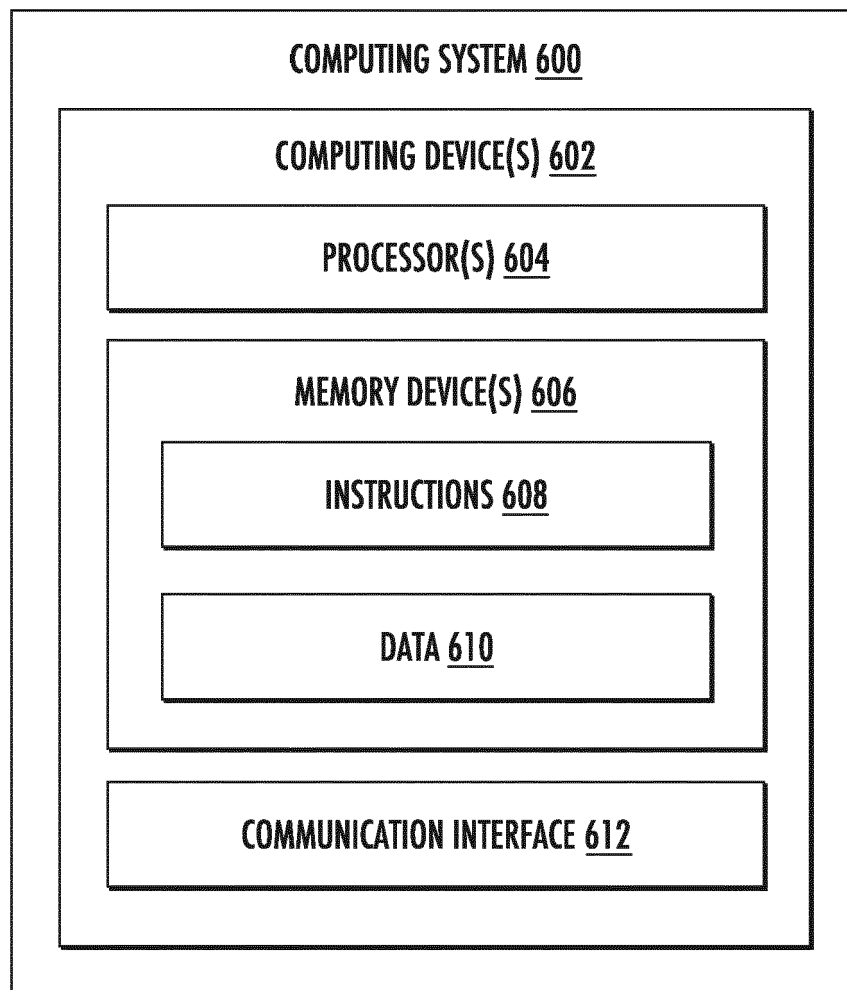 COMPUTING SYSTEM 600
COMPUTING DEVICE(S) 602
PROCESSOR(S) 604
MEMORY DEVICE(S) 606
INSTRUCTIONS 608
DATA 610
COMMUNICATION INTERFACE 612